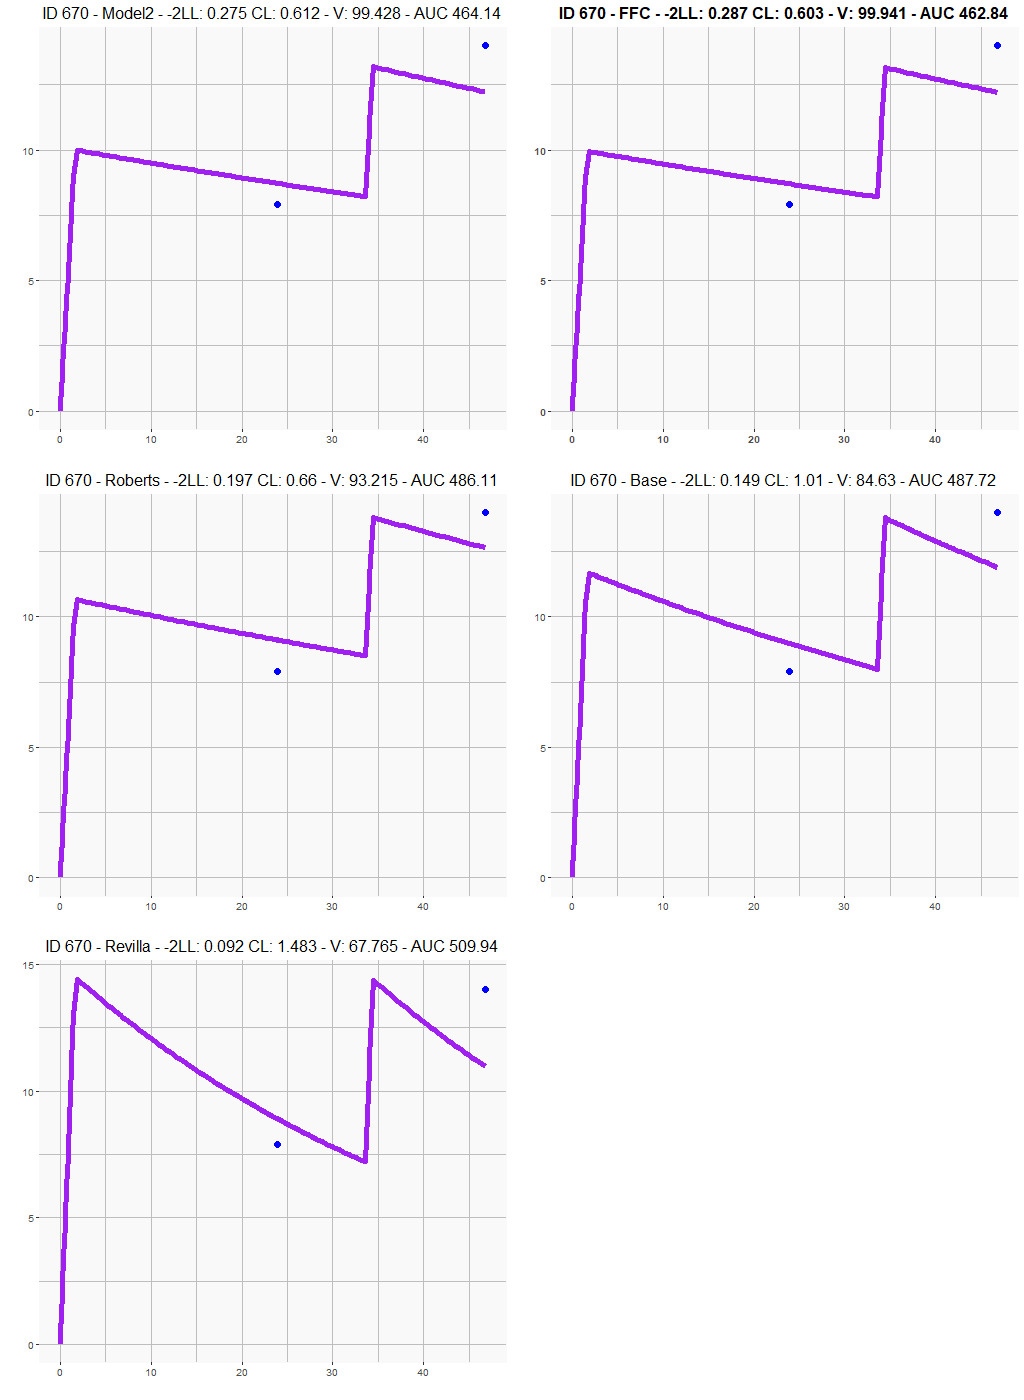 ID 670 - Model2 - -2LL: 0.275 CL: 0.612 - V: 99.428 - AUC 464.14
10
5
0
0 10 20 30 40
ID 670 - FFC - -2LL: 0.287 CL: 0.603 - V: 99.941 - AUC 462.84
10
5
0
0 10 20 30 40
ID 670 - Roberts - -2LL: 0.197 CL: 0.66 - V: 93.215 - AUC 486.11
10
5
0
0 10 20 30 40
ID 670 - Base - -2LL: 0.149 CL: 1.01 - V: 84.63 - AUC 487.72
10
5
0
0 10 20 30 40
ID 670 - Revilla - -2LL: 0.092 CL: 1.483 - V: 67.765 - AUC 509.94
15
10
5
0
0 10 20 30 40